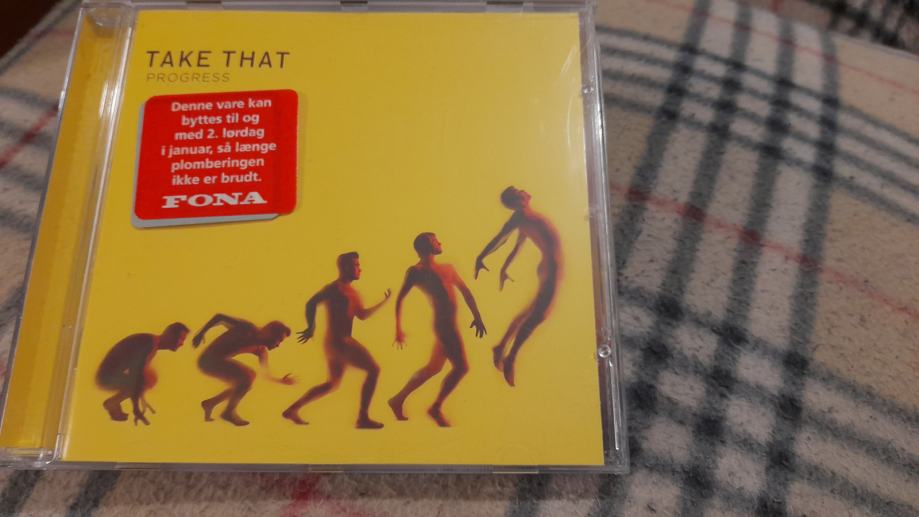 TAKE THAT
PROGRESS
Denne vare kan
byttes til og
med 2. lørdag
i januar, så længe
plomberingen
ikke er brudt.
FONA